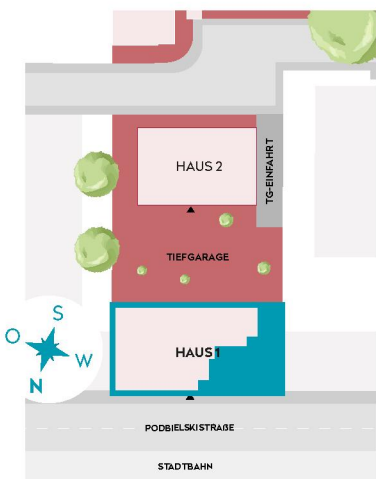 HAUS 2
TG-EINFAHRT
TIEFGARAGE
S
O
W
N
HAUS 1
PODBIELSKISTRAßE
STADTBAHN